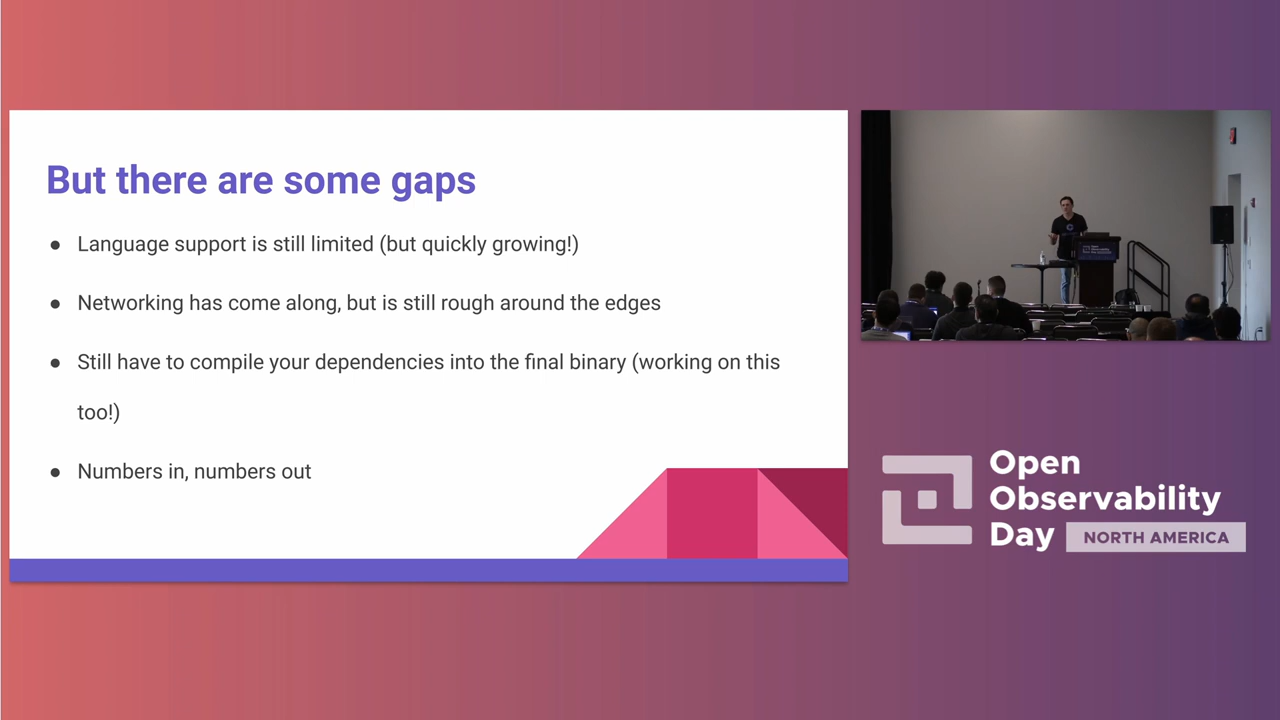 But there are some gaps
● Language support is still limited (but quickly growing!)
● Networking has come along, but is still rough around the edges
● Still have to compile your dependencies into the final binary (working on this
too!)
● Numbers in, numbers out
Open
Observability
Day
NORTH AMERICA
Open
Observability